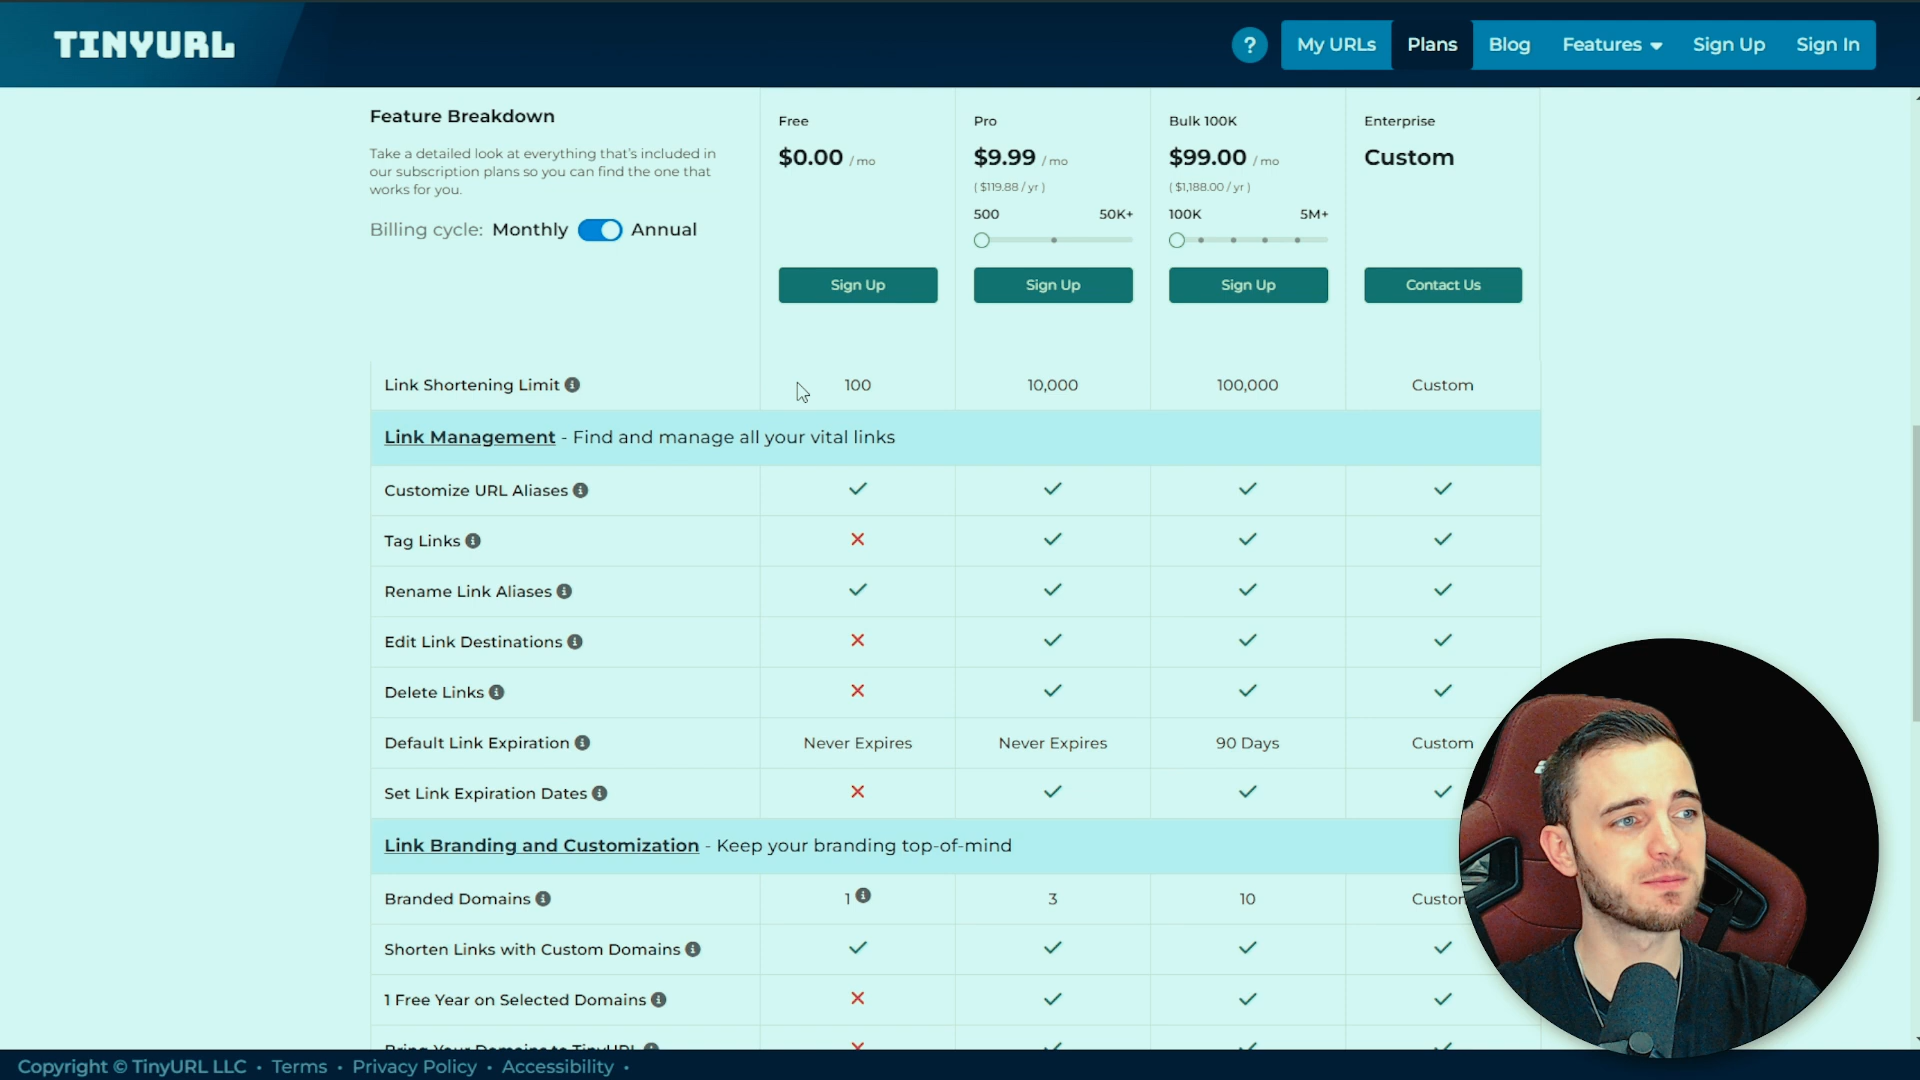 TINYURL
?
My URLs
Plans
Blog
Features
Sign Up
Sign In
Feature Breakdown
Take a detailed look at everything that's included in
our subscription plans so you can find the one that
works for you.
Billing cycle: Monthly Annual
Free
$0.00 / mo
Sign Up
Pro
$9.99 / mo
( $119.88 / yr )
500 50K+
Sign Up
Bulk 100K
$99.00 / mo
( $1,188.00 / yr )
100K 5M+
Sign Up
Enterprise
Custom
Contact Us
Link Shortening Limit 100 10,000 100,000 Custom
Link Management - Find and manage all your vital links
Customize URL Aliases
Tag Links
Rename Link Aliases
Edit Link Destinations
Delete Links
Default Link Expiration Never Expires Never Expires 90 Days Custom
Set Link Expiration Dates
Link Branding and Customization - Keep your branding top-of-mind
Branded Domains 1 3 10 Custom
Shorten Links with Custom Domains
1 Free Year on Selected Domains
Bring Your Domains to TinyURL
Copyright © TinyURL LLC • Terms • Privacy Policy • Accessibility •